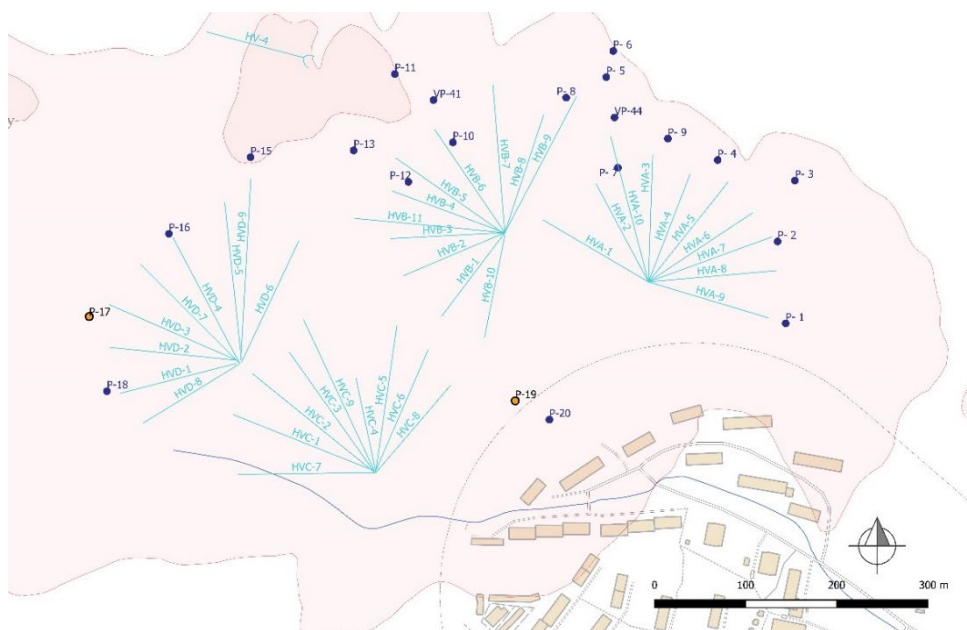 P- 6
HV-4
P-11
P- 5
P- 8
VP-41
VP-44
P- 9
P-10
P-13
P-15
P- 4
P- 7
P-12
P- 3
HVB-7
HVB-8
HVB-9
HVB-6
HVB-5
HVB-4
HVB-11
HVB-3
HVB-2
HVB-1
HVB-10
HVA-3
HVA-10
HVA-2
HVA-4
HVA-5
HVA-6
HVA-1
HVA-7
HVA-8
HVA-9
P-16
P- 2
HVD-9
HVD-5
HVD-4
HVD-6
HVD-7
HVD-3
HVD-2
HVD-1
HVD-8
P-17
P- 1
P-18
HVC-5
HVC-9
HVC-3
HVC-4
HVC-6
HVC-2
HVC-8
HVC-1
HVC-7
P-19
P-20
0 100 200 300 m